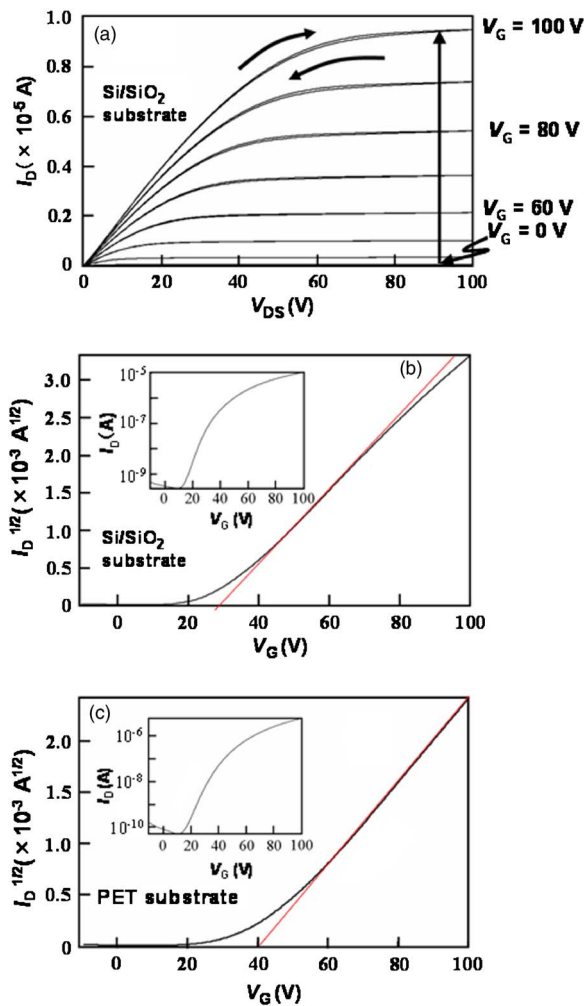 (a)
Si/SiO₂
substrate
I_D (× 10⁻⁵ A)
1.0
0.8
0.6
0.4
0.2
0
0 20 40 60 80 100
V_DS (V)
V_G = 100 V
V_G = 80 V
V_G = 60 V
V_G = 0 V
(b)
Si/SiO₂
substrate
I_D^1/2 (× 10⁻³ A^1/2)
3.0
2.5
2.0
1.5
1.0
0.5
0
0 20 40 60 80 100
V_G (V)
I_D (A)
10⁻⁵
10⁻⁷
10⁻⁹
0 20 40 60 80 100
V_G (V)
(c)
PET substrate
I_D^1/2 (× 10⁻³ A^1/2)
2.0
1.5
1.0
0.5
0
0 20 40 60 80 100
V_G (V)
I_D (A)
10⁻⁶
10⁻⁸
10⁻¹⁰
0 20 40 60 80 100
V_G (V)